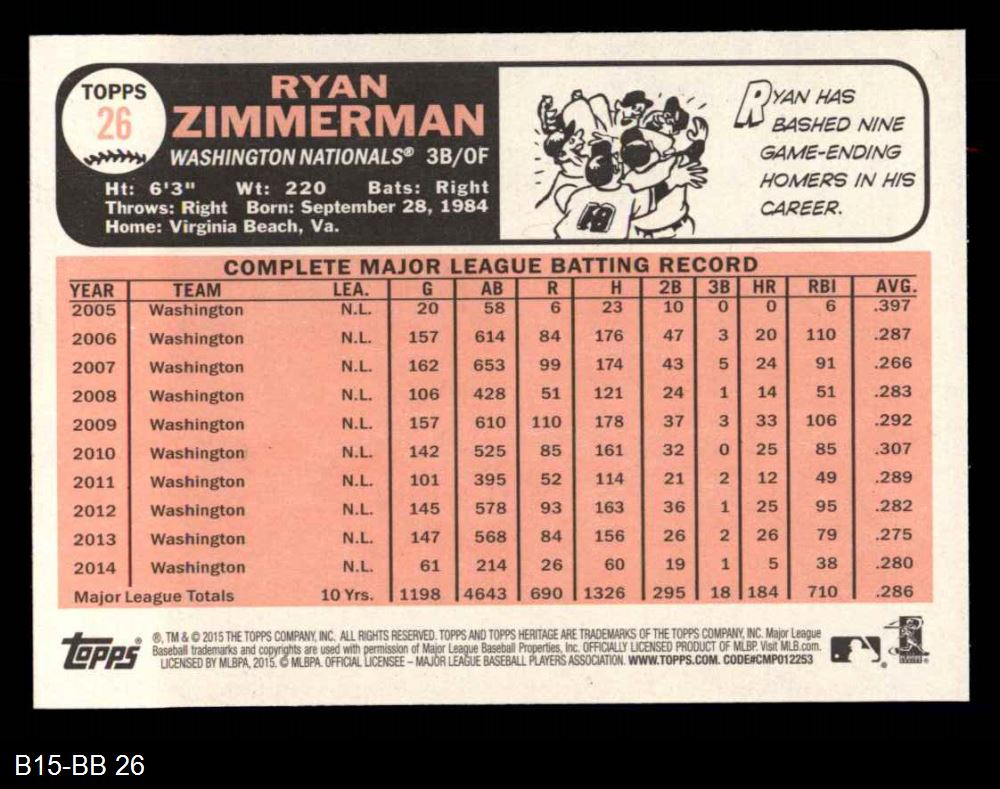 TOPPS
26
RYAN
ZIMMERMAN
WASHINGTON NATIONALS® 3B/OF
Ht: 6'3" Wt: 220 Bats: Right
Throws: Right Born: September 28, 1984
Home: Virginia Beach, Va.
RYAN HAS
BASHED NINE
GAME-ENDING
HOMERS IN HIS
CAREER.
COMPLETE MAJOR LEAGUE BATTING RECORD
YEAR TEAM LEA. G AB R H 2B 3B HR RBI AVG.
2005 Washington N.L. 20 58 6 23 10 0 0 6 .397
2006 Washington N.L. 157 614 84 176 47 3 20 110 .287
2007 Washington N.L. 162 653 99 174 43 5 24 91 .266
2008 Washington N.L. 106 428 51 121 24 1 14 51 .283
2009 Washington N.L. 157 610 110 178 37 3 33 106 .292
2010 Washington N.L. 142 525 85 161 32 0 25 85 .307
2011 Washington N.L. 101 395 52 114 21 2 12 49 .289
2012 Washington N.L. 145 578 93 163 36 1 25 95 .282
2013 Washington N.L. 147 568 84 156 26 2 26 79 .275
2014 Washington N.L. 61 214 26 60 19 1 5 38 .280
Major League Totals 10 Yrs. 1198 4643 690 1326 295 18 184 710 .286
Topps®
®, TM & © 2015 THE TOPPS COMPANY, INC. ALL RIGHTS RESERVED. TOPPS AND TOPPS HERITAGE ARE TRADEMARKS OF THE TOPPS COMPANY, INC. Major League
Baseball trademarks and copyrights are used with permission of Major League Baseball Properties, Inc. OFFICIALLY LICENSED PRODUCT OF MLBP. Visit MLB.com.
LICENSED BY MLBPA, 2015. © MLBPA. OFFICIAL LICENSEE – MAJOR LEAGUE BASEBALL PLAYERS ASSOCIATION. WWW.TOPPS.COM. CODE#CMP012253
B15-BB 26